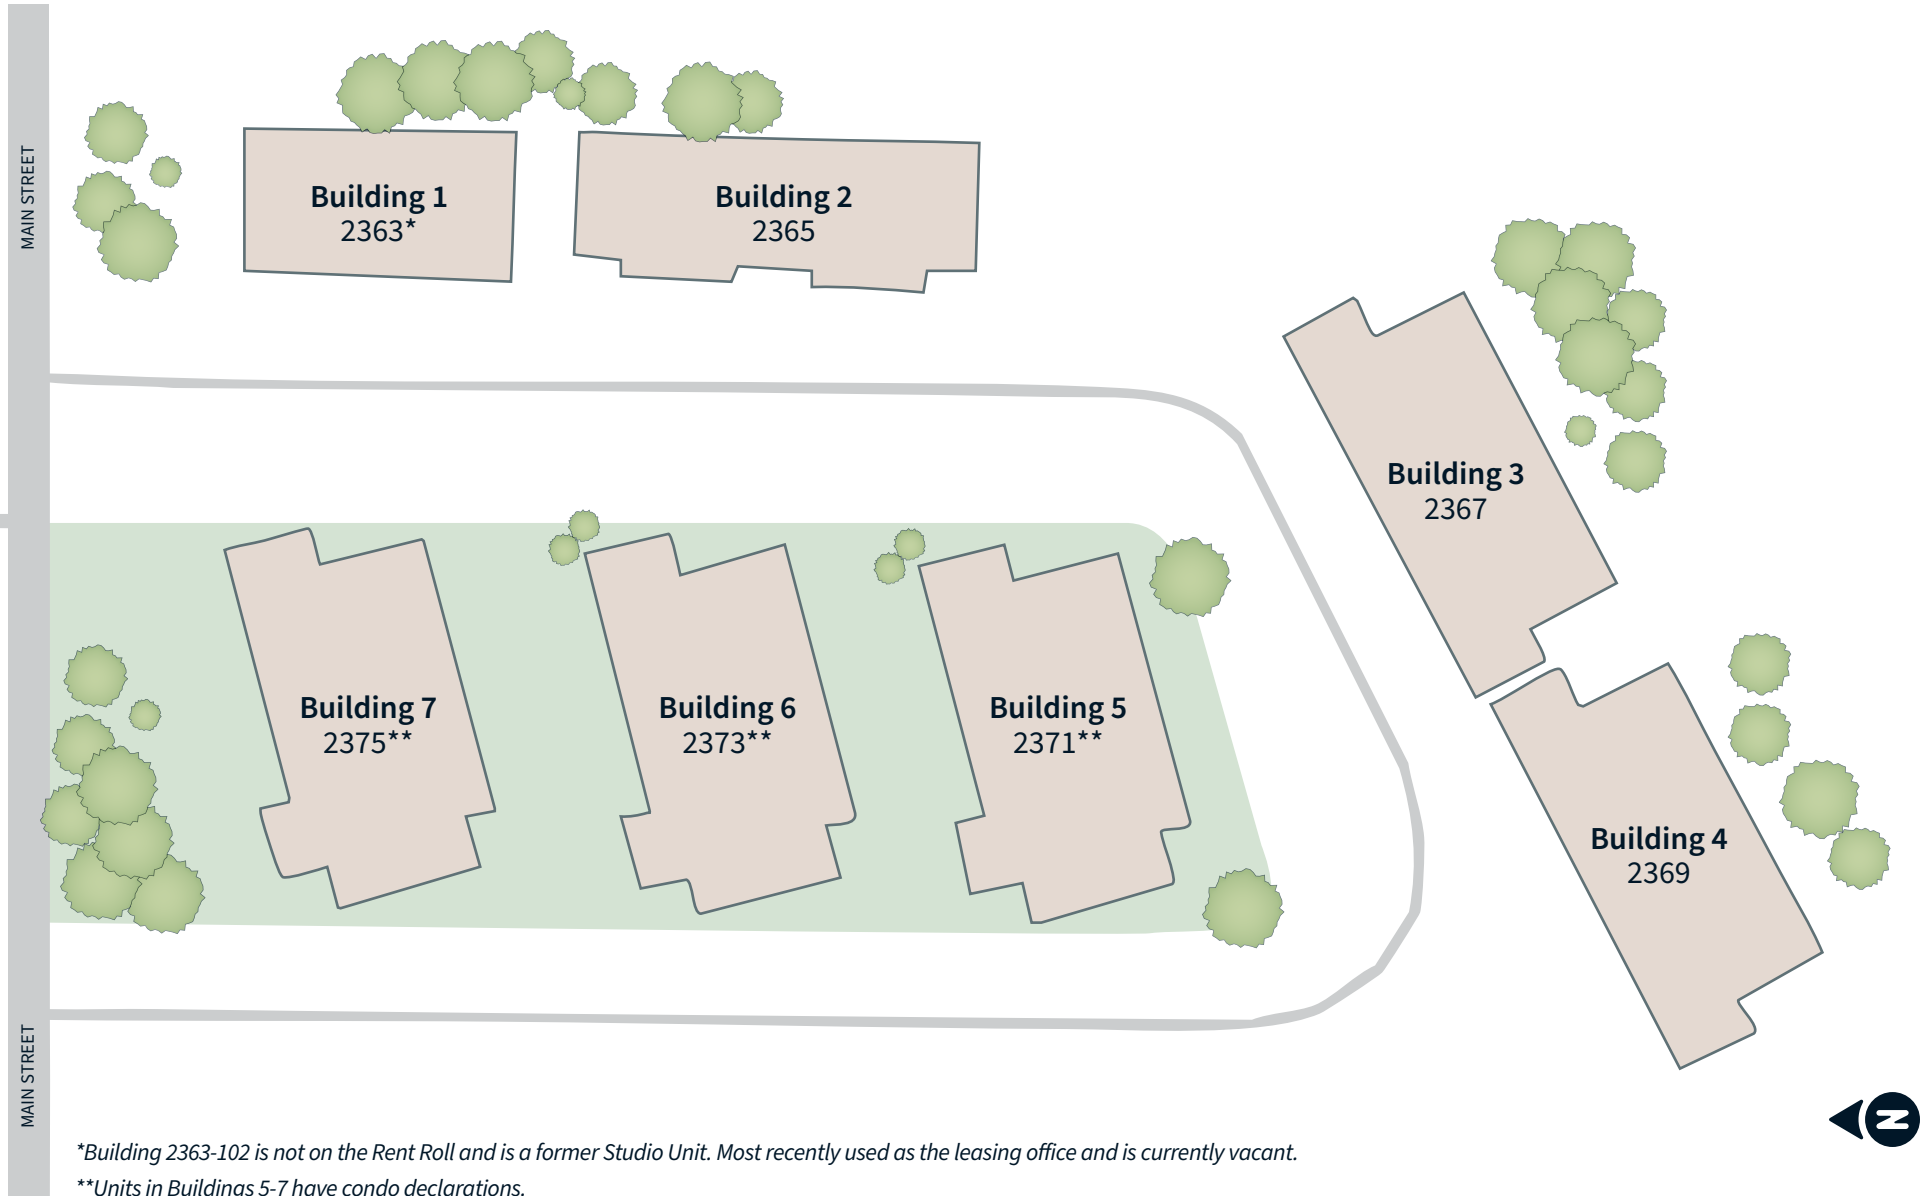 MAIN STREET
Building 1
2363*
Building 2
2365
Building 3
2367
Building 7
2375**
Building 6
2373**
Building 5
2371**
Building 4
2369
MAIN STREET
N
*Building 2363-102 is not on the Rent Roll and is a former Studio Unit. Most recently used as the leasing office and is currently vacant.
**Units in Buildings 5-7 have condo declarations.